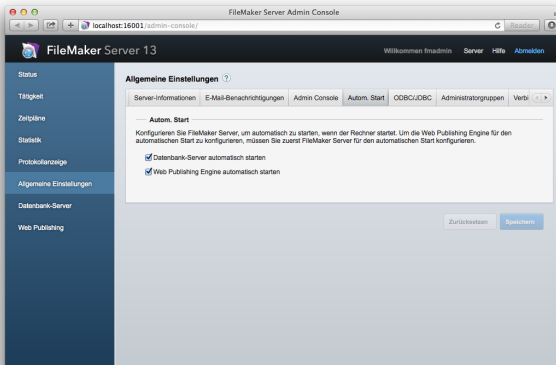 FileMaker Server Admin Console
localhost:16001/admin-console/
Reader
FileMaker Server 13
Willkommen fmadmin Server Hilfe Abmelden
Status
Tätigkeit
Zeitpläne
Statistik
Protokollanzeige
Allgemeine Einstellungen
Datenbank-Server
Web Publishing
Allgemeine Einstellungen ?
Server-Informationen E-Mail-Benachrichtigungen Admin Console Autom. Start ODBC/JDBC Administratorgruppen Verbi
Autom. Start
Konfigurieren Sie FileMaker Server, um automatisch zu starten, wenn der Rechner startet. Um die Web Publishing Engine für den
automatischen Start zu konfigurieren, müssen Sie zuerst FileMaker Server für den automatischen Start konfigurieren.
Datenbank-Server automatisch starten
Web Publishing Engine automatisch starten
Zurücksetzen Speichern